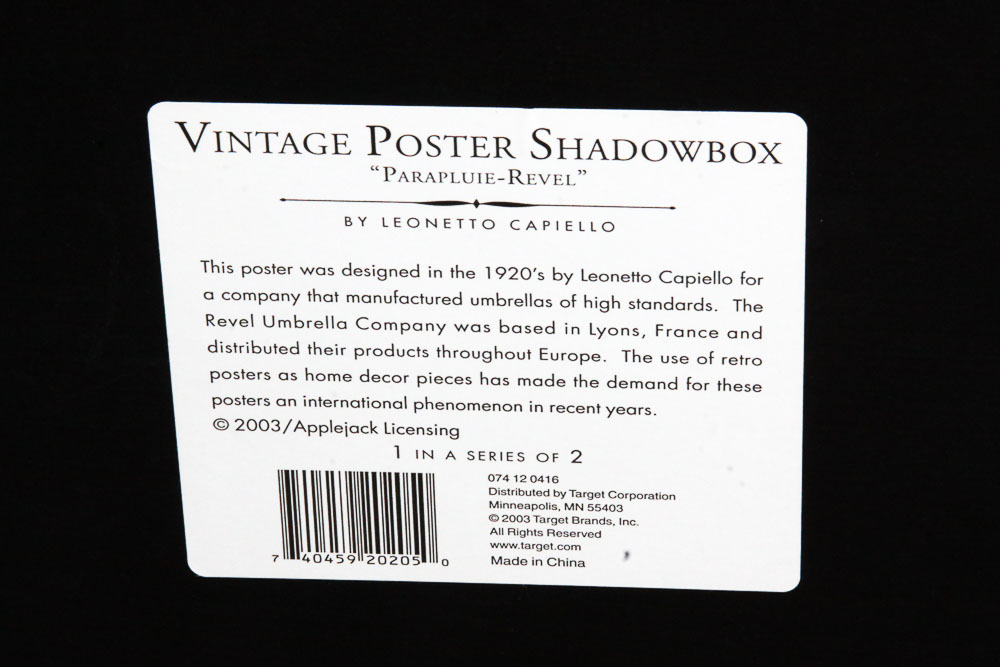 VINTAGE POSTER SHADOWBOX
"PARAPLUIE-REVEL"
BY LEONETTO CAPIELLO
This poster was designed in the 1920's by Leonetto Capiello for
a company that manufactured umbrellas of high standards. The
Revel Umbrella Company was based in Lyons, France and
distributed their products throughout Europe. The use of retro
posters as home decor pieces has made the demand for these
posters an international phenomenon in recent years.
© 2003/Applejack Licensing
1 IN A SERIES OF 2
074 12 0416
Distributed by Target Corporation
Minneapolis, MN 55403
© 2003 Target Brands, Inc.
All Rights Reserved
www.target.com
Made in China
7 40459 20205 0